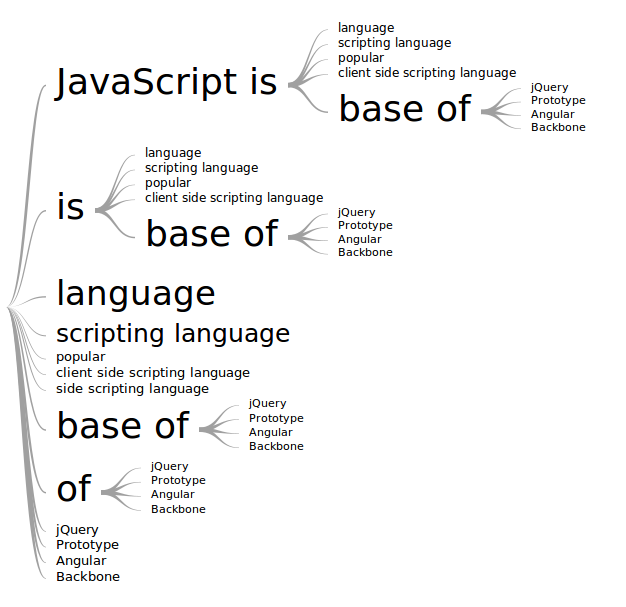 JavaScript is
language
scripting language
popular
client side scripting language
base of
jQuery
Prototype
Angular
Backbone
is
language
scripting language
popular
client side scripting language
base of
jQuery
Prototype
Angular
Backbone
language
scripting language
popular
client side scripting language
side scripting language
base of
jQuery
Prototype
Angular
Backbone
of
jQuery
Prototype
Angular
Backbone
jQuery
Prototype
Angular
Backbone